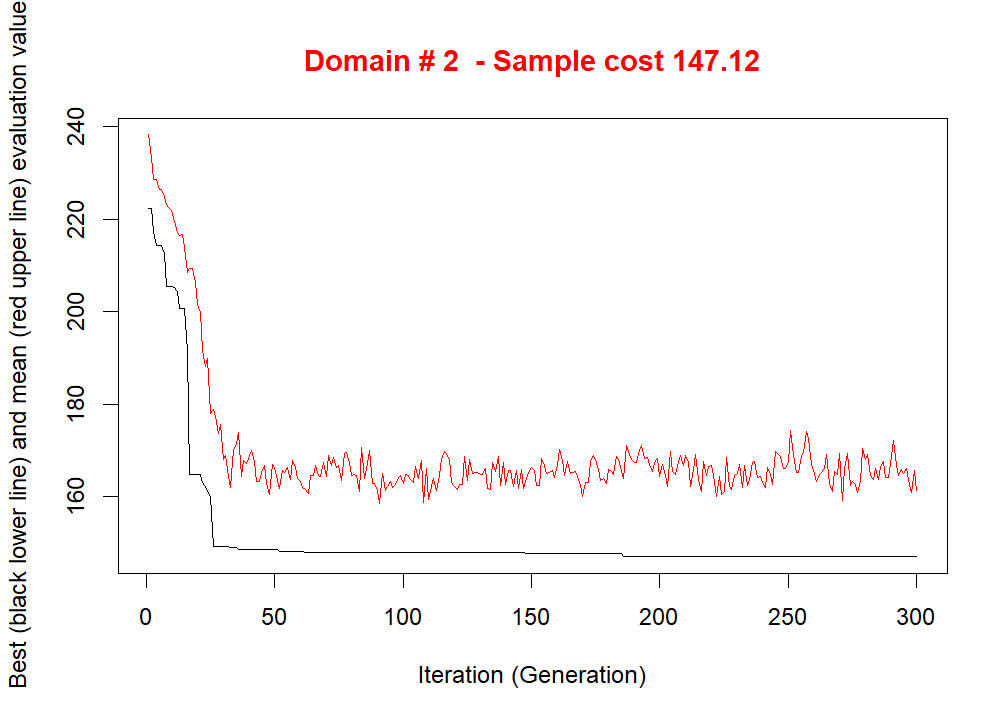 Domain # 2  - Sample cost 147.12
Best (black lower line) and mean (red upper line) evaluation value
240
220
200
180
160
0 50 100 150 200 250 300
Iteration (Generation)